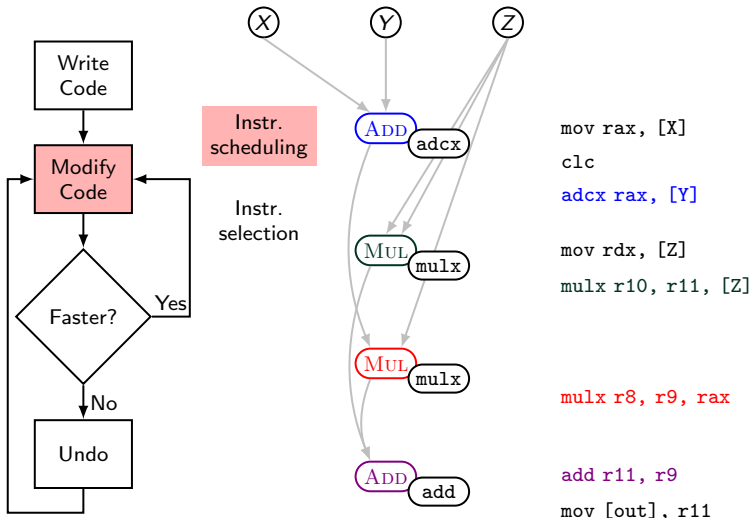 Write
Code
Modify
Code
Faster?
Yes
No
Undo
Instr.
scheduling
Instr.
selection
X
Y
Z
ADD
adcx
MUL
mulx
MUL
mulx
ADD
add
mov rax, [X]
clc
adcx rax, [Y]
mov rdx, [Z]
mulx r10, r11, [Z]
mulx r8, r9, rax
add r11, r9
mov [out], r11